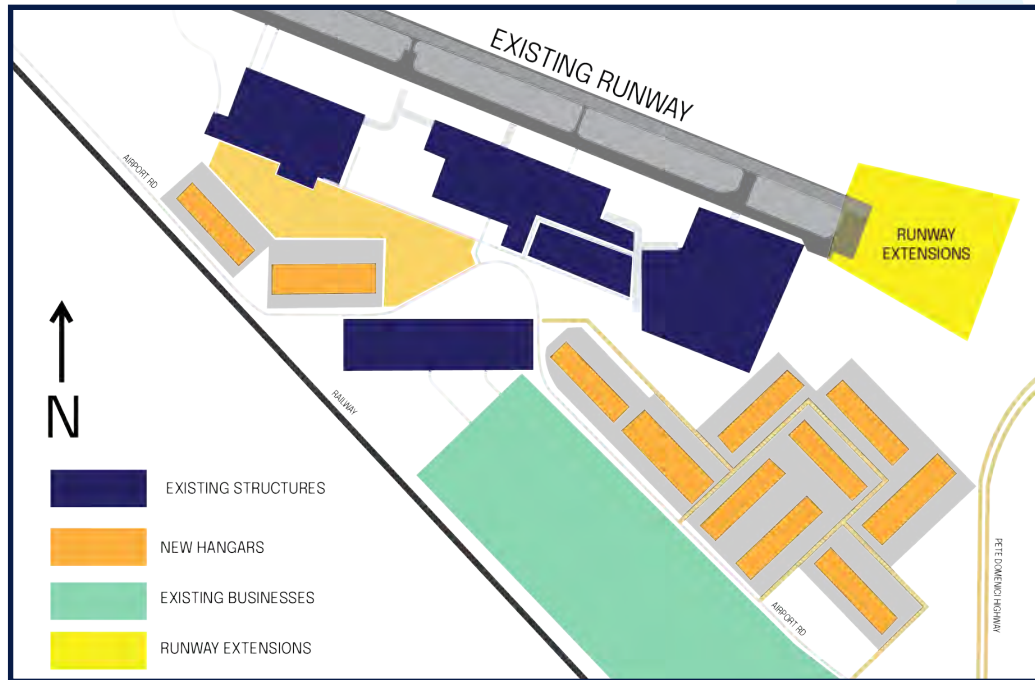 EXISTING RUNWAY
AIRPORT RD
RUNWAY
EXTENSIONS
RAILWAY
N
EXISTING STRUCTURES
NEW HANGARS
EXISTING BUSINESSES
RUNWAY EXTENSIONS
PETE DOMENICI HIGHWAY
AIRPORT RD